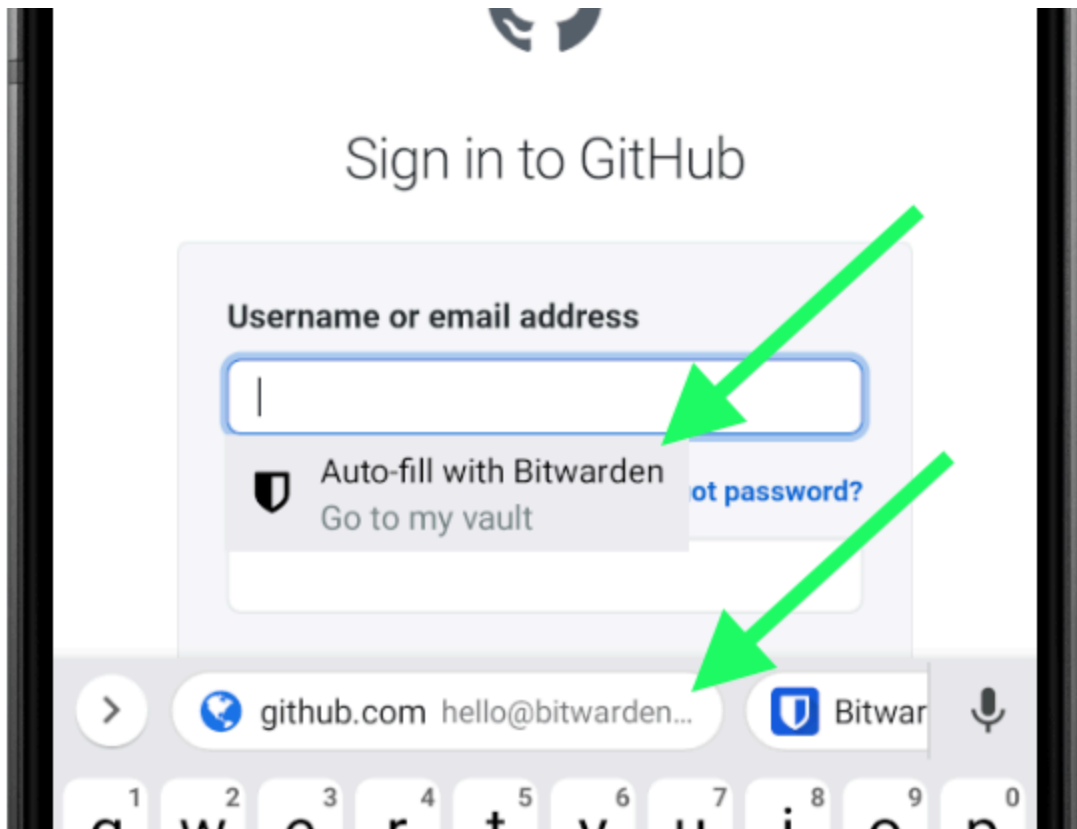 Sign in to GitHub
Username or email address
Auto-fill with Bitwarden
Go to my vault
ot password?
github.com hello@bitwarden...
Bitwar
1 2 3 4 5 6 7 8 9 0
q w e r t y u i o p